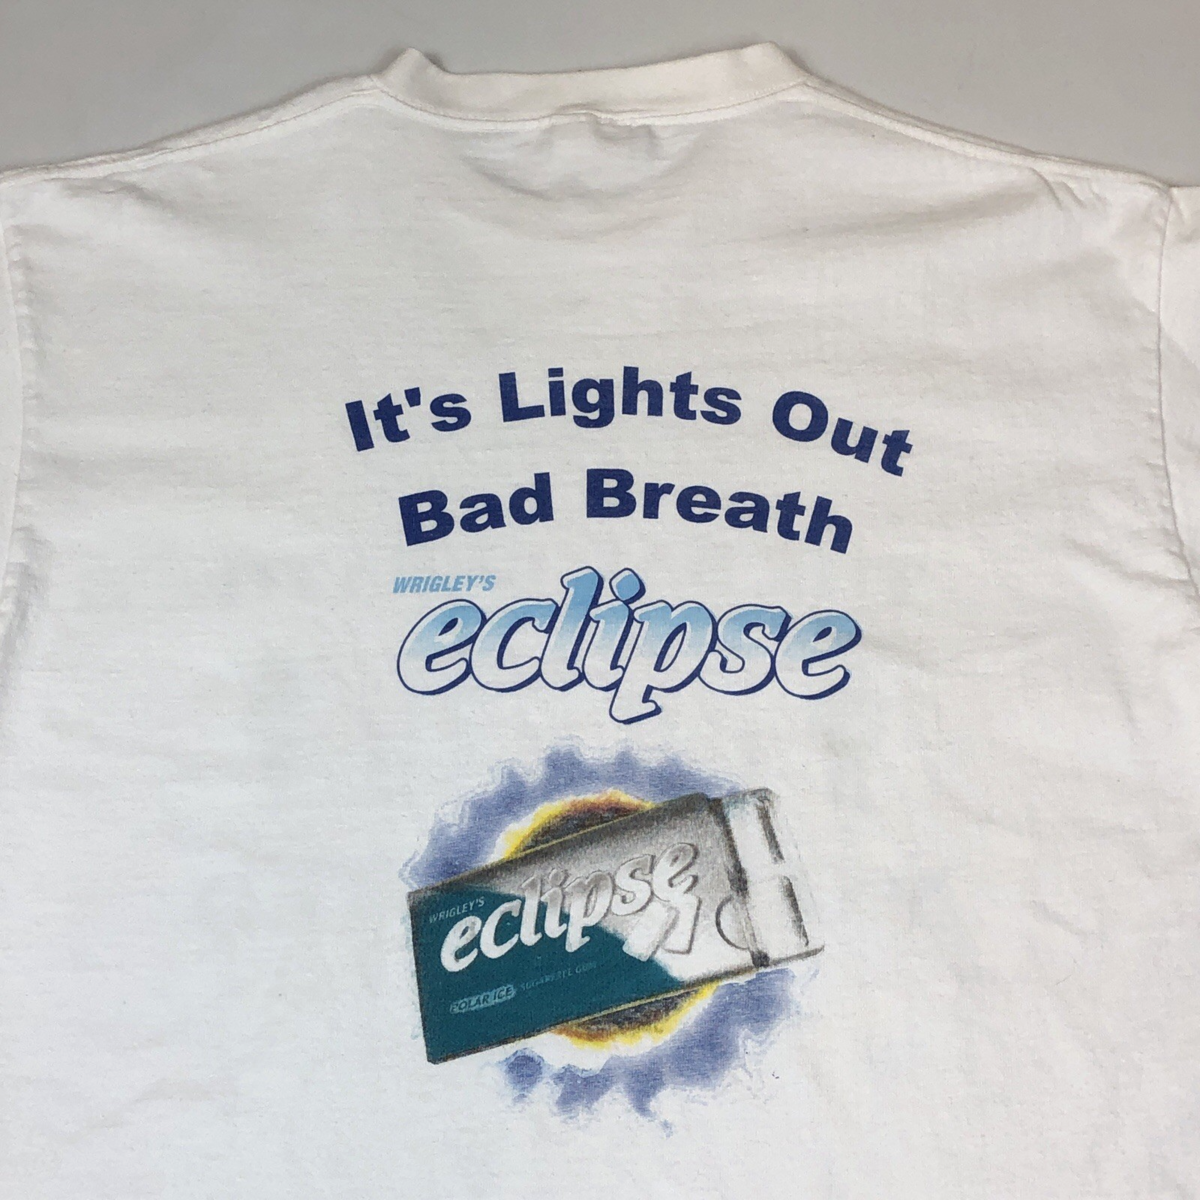 It's Lights Out
Bad Breath
WRIGLEY'S
eclipse
WRIGLEY'S
eclipse
POLAR ICE SUGARFREE GUM